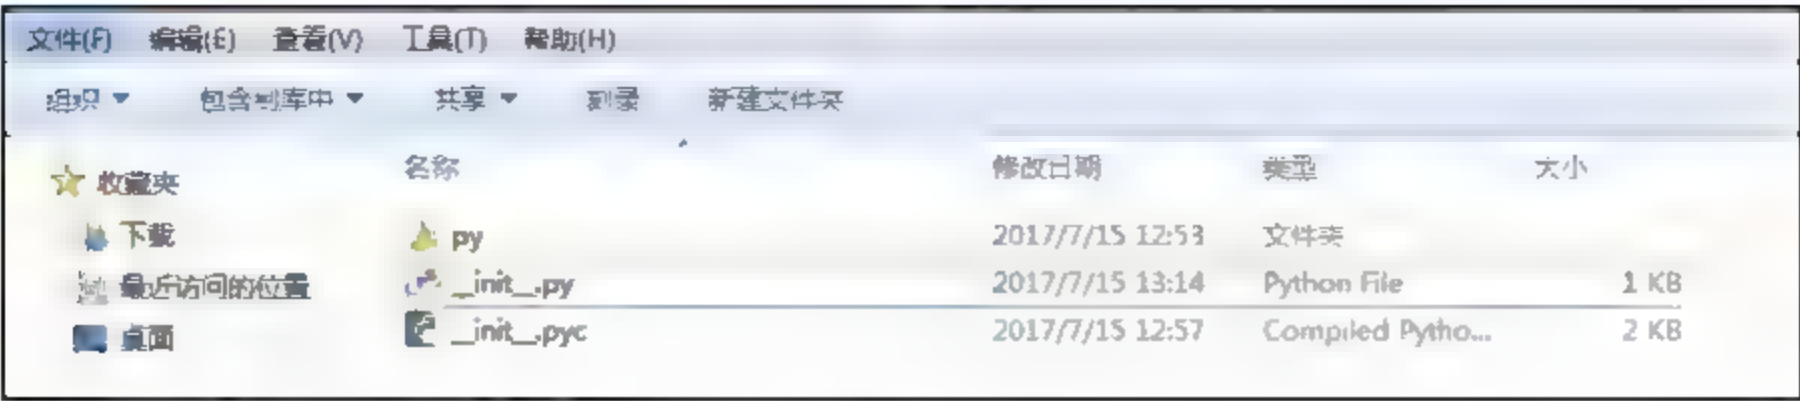 文件(F) 编辑(E) 查看(V) 工具(T) 帮助(H)
组织 包含到库中 共享 刻录 新建文件夹
收藏夹
下载
最近访问的位置
桌面
名称 修改日期 类型 大小
py 2017/7/15 12:53 文件夹
__init__.py 2017/7/15 13:14 Python File 1 KB
__init__.pyc 2017/7/15 12:57 Compiled Pytho... 2 KB